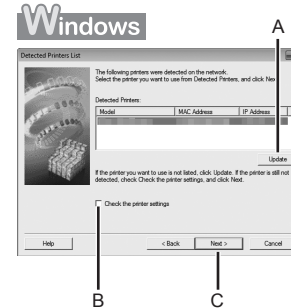 Windows
A
Detected Printers List
The following printers were detected on the network.
Select the printer you want to use from Detected Printers, and click Next.
Detected Printers:
Model MAC Address IP Address
Update
If the printer you want to use is not listed, click Update. If the printer is still not
detected, check Check the printer settings, and click Next.
Check the printer settings
Help < Back Next > Cancel
B C